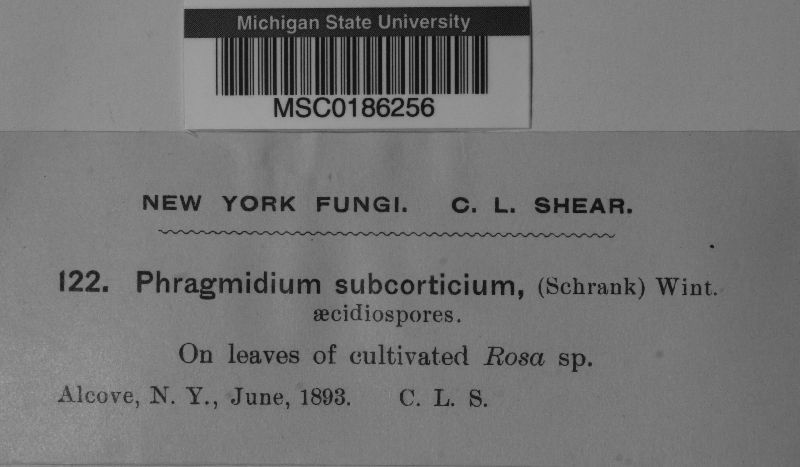 Michigan State University
MSC0186256
NEW YORK FUNGI. C. L. SHEAR.
122. Phragmidium subcorticium, (Schrank) Wint.
æcidiospores.
On leaves of cultivated Rosa sp.
Alcove, N. Y., June, 1893. C. L. S.